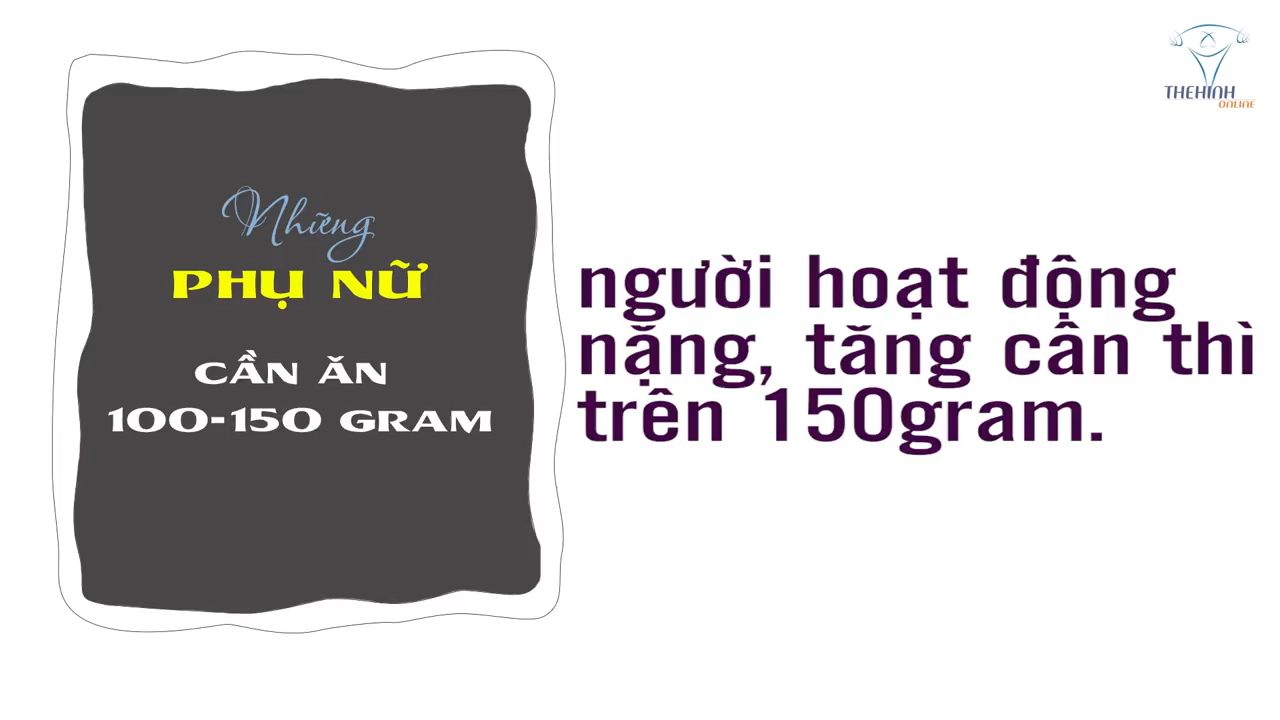 Những
PHỤ NỮ
CẦN ĂN
100-150 GRAM
người hoạt động
nặng, tăng cân thì
trên 150gram.
THEHINH
ONLINE